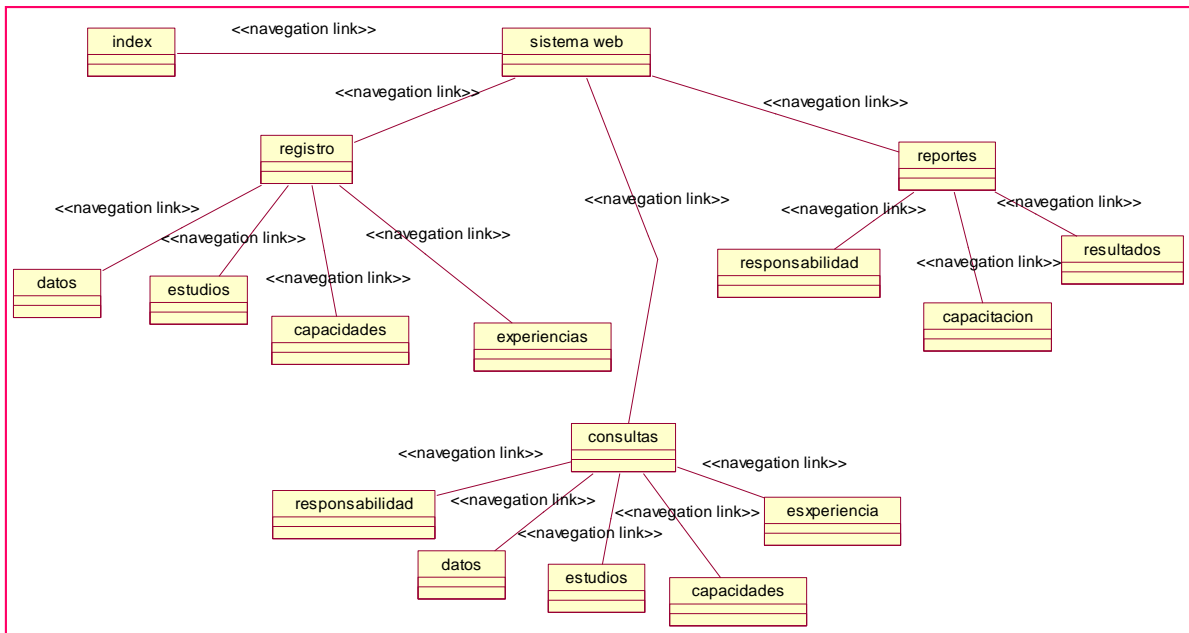 <<navegation link>>
index
sistema web
<<navegation link>>
<<navegation link>>
registro
reportes
<<navegation link>>
<<navegation link>>
<<navegation link>>
<<navegation link>>
<<navegation link>>
<<navegation link>>
<<navegation link>>
<<navegation link>>
responsabilidad
resultados
datos
estudios
<<navegation link>>
<<navegation link>>
capacidades
experiencias
capacitacion
consultas
<<navegation link>>
<<navegation link>>
responsabilidad
<<navegation link>>
<<navegation link>>
<<navegation link>>
esxperiencia
datos
estudios
capacidades